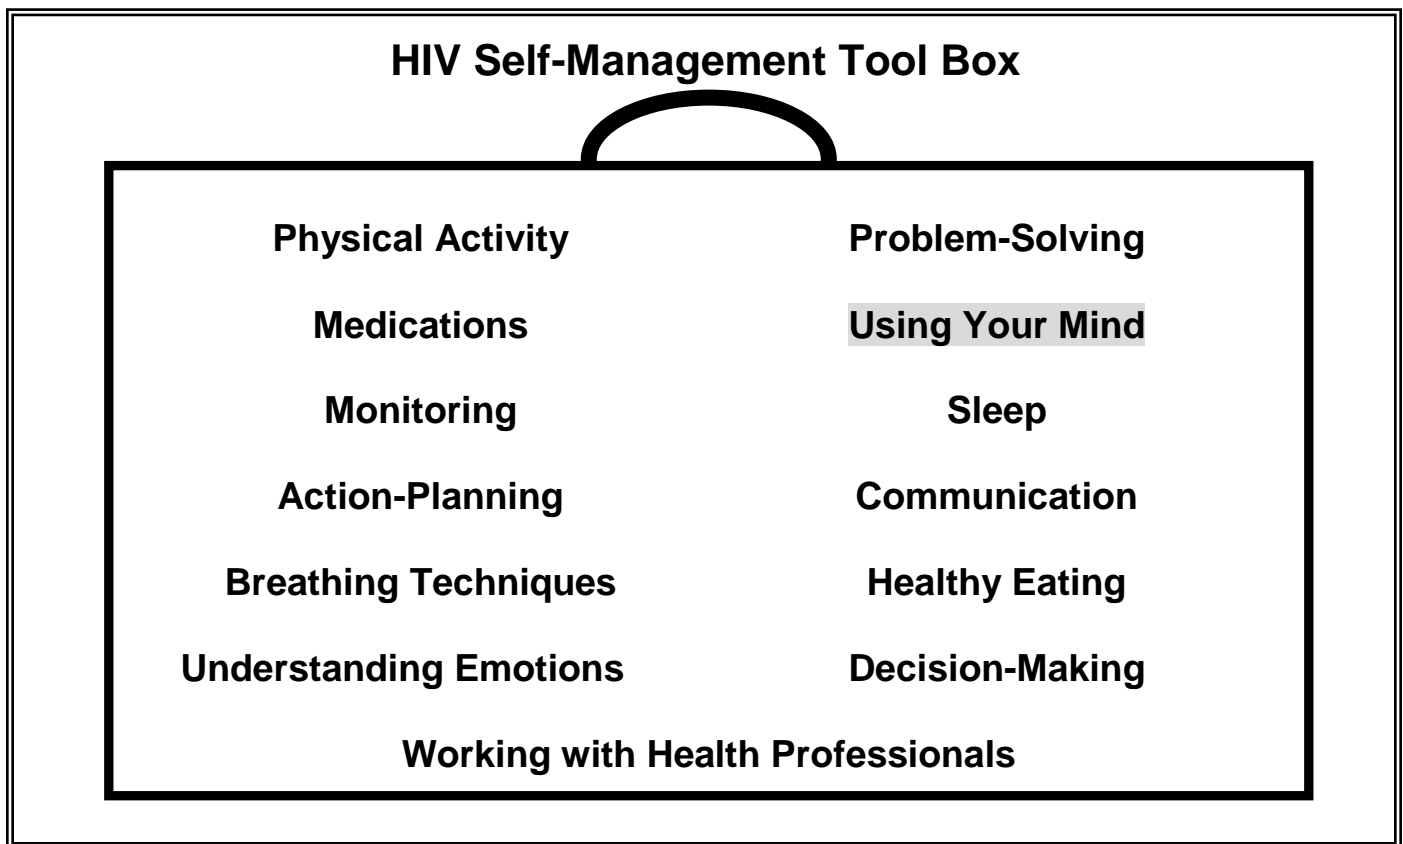 HIV Self-Management Tool Box
Physical Activity Problem-Solving
Medications Using Your Mind
Monitoring Sleep
Action-Planning Communication
Breathing Techniques Healthy Eating
Understanding Emotions Decision-Making
Working with Health Professionals